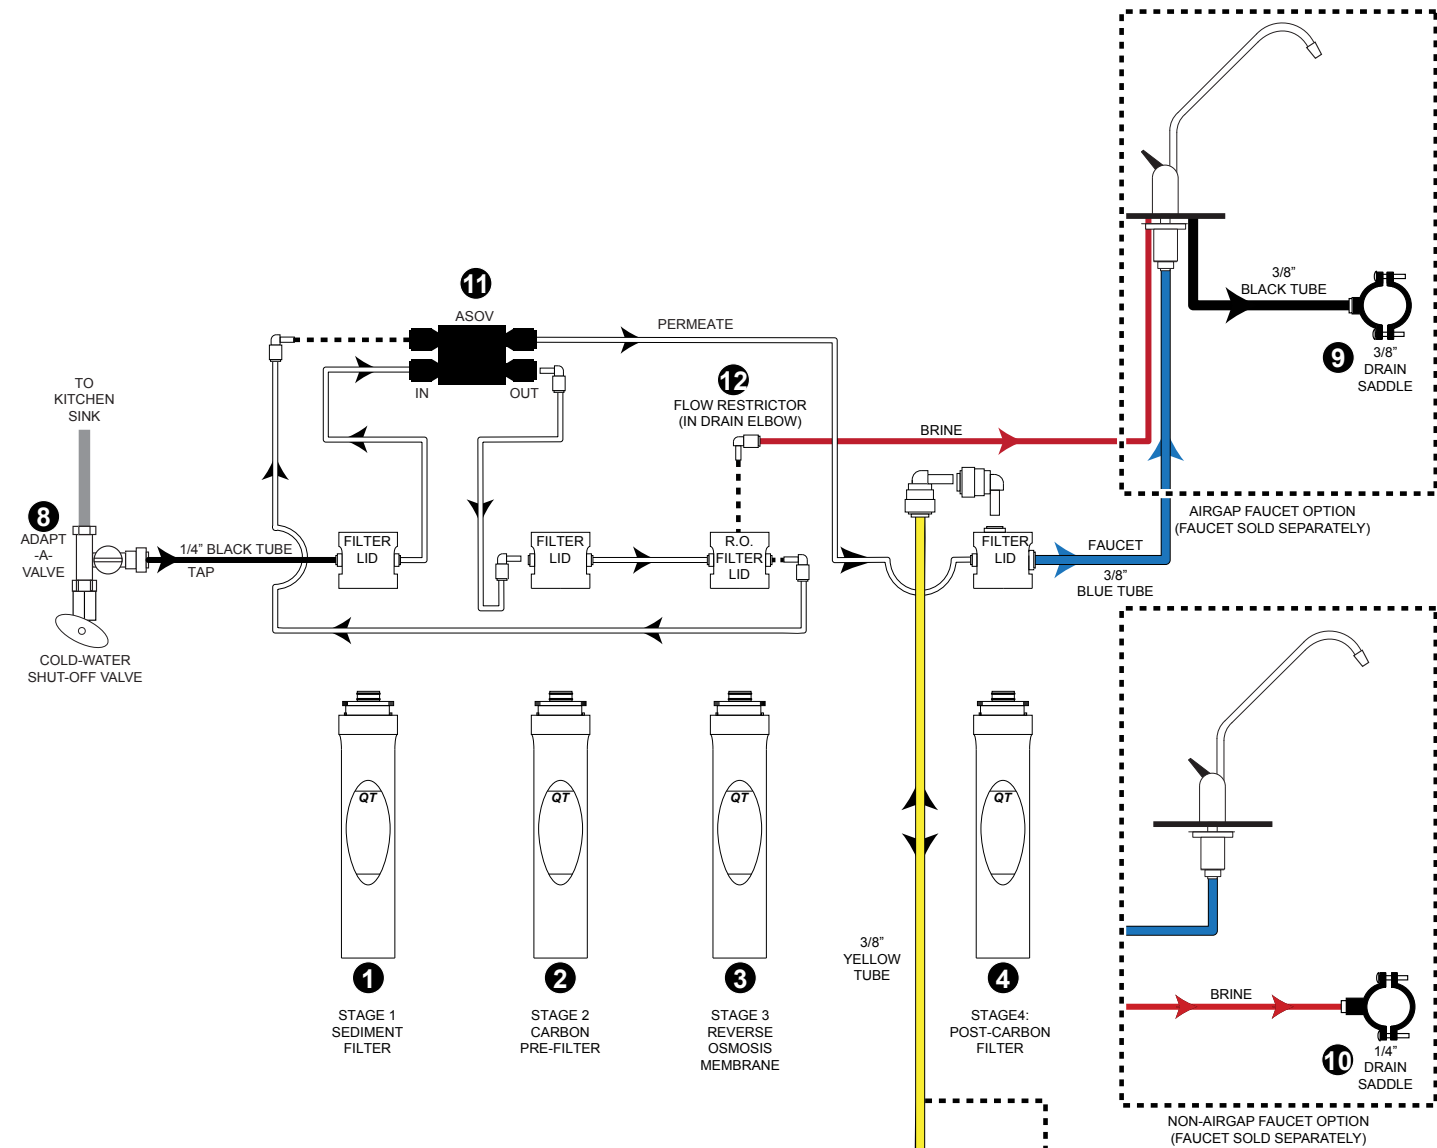 11
ASOV
PERMEATE
IN
OUT
TO
KITCHEN
SINK
12
FLOW RESTRICTOR
(IN DRAIN ELBOW)
BRINE
3/8”
BLACK TUBE
9
3/8”
DRAIN
SADDLE
AIRGAP FAUCET OPTION
(FAUCET SOLD SEPARATELY)
8
ADAPT
-A-
VALVE
1/4” BLACK TUBE
TAP
FILTER
LID
FILTER
LID
R.O.
FILTER
LID
FILTER
LID
FAUCET
3/8”
BLUE TUBE
COLD-WATER
SHUT-OFF VALVE
QT
QT
QT
QT
1
STAGE 1
SEDIMENT
FILTER
2
STAGE 2
CARBON
PRE-FILTER
3
STAGE 3
REVERSE
OSMOSIS
MEMBRANE
3/8”
YELLOW
TUBE
4
STAGE4:
POST-CARBON
FILTER
BRINE
10
1/4”
DRAIN
SADDLE
NON-AIRGAP FAUCET OPTION
(FAUCET SOLD SEPARATELY)